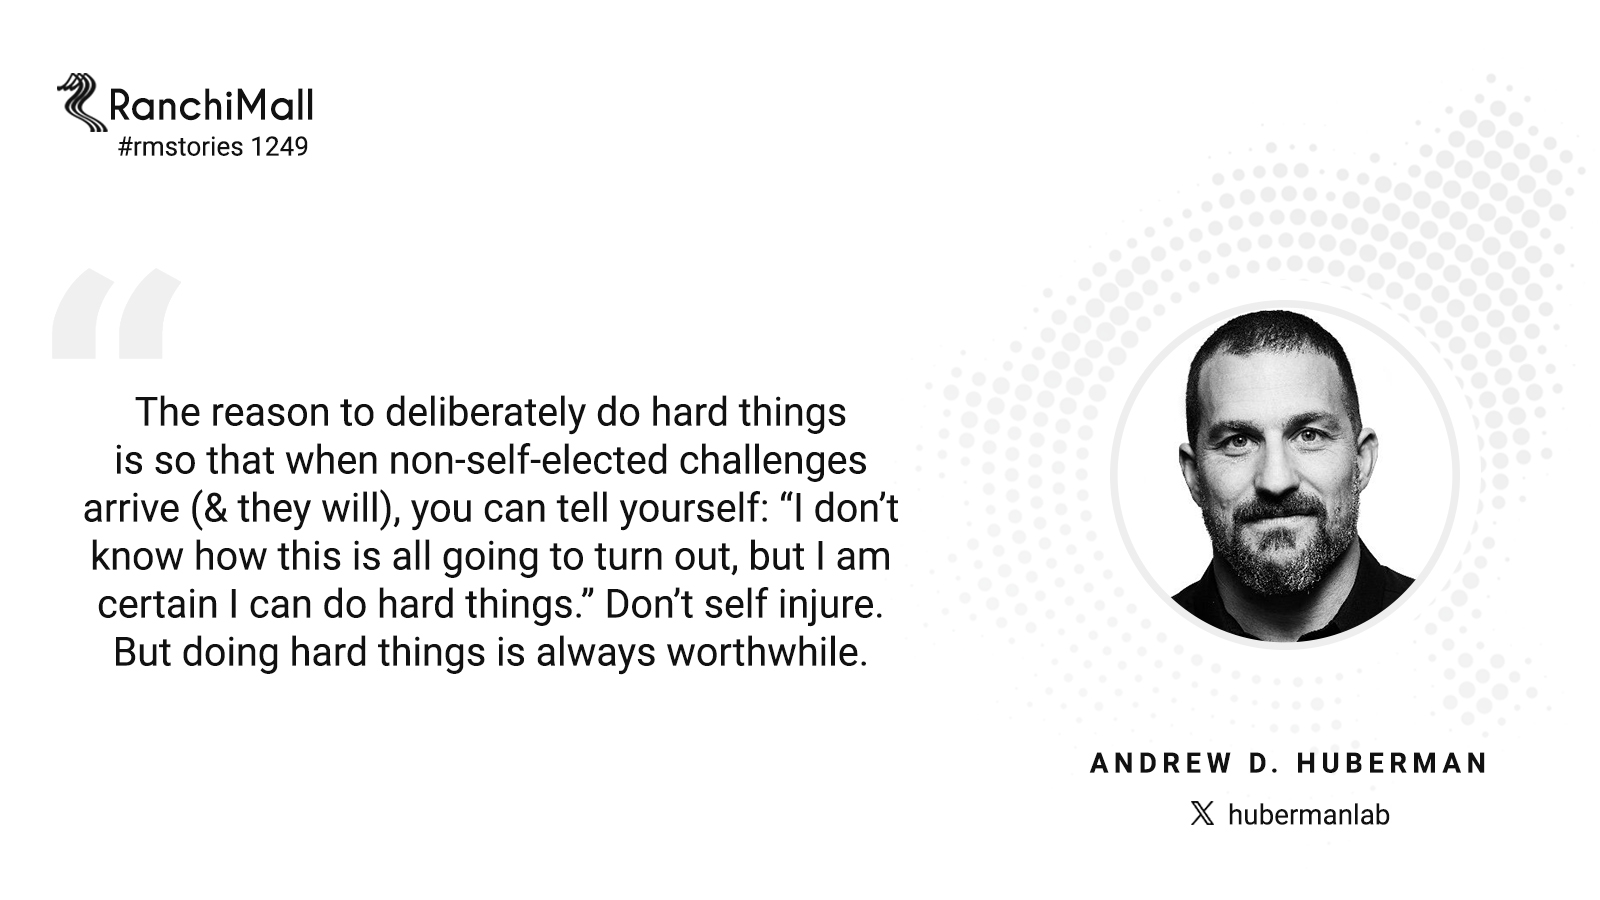 RanchiMall
#rmstories 1249
“
The reason to deliberately do hard things
is so that when non-self-elected challenges
arrive (& they will), you can tell yourself: “I don’t
know how this is all going to turn out, but I am
certain I can do hard things.” Don’t self injure.
But doing hard things is always worthwhile.
ANDREW D. HUBERMAN
𝕏 hubermanlab